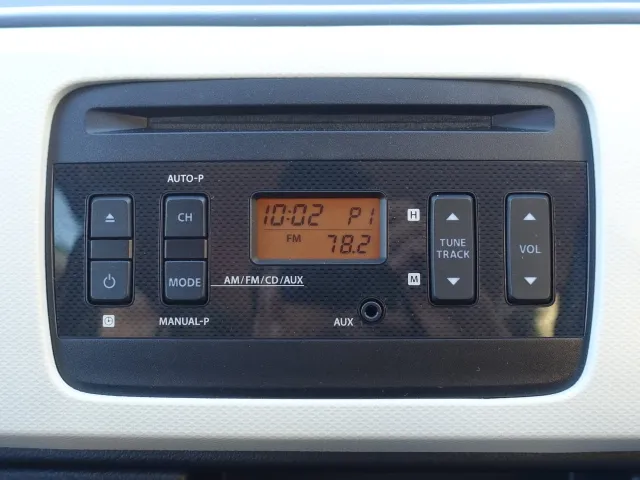 AUTO-P
CH
MODE
MANUAL-P
AM/FM/CD/AUX
10:02 P1
FM 78.2
AUX
H
M
TUNE
TRACK
VOL